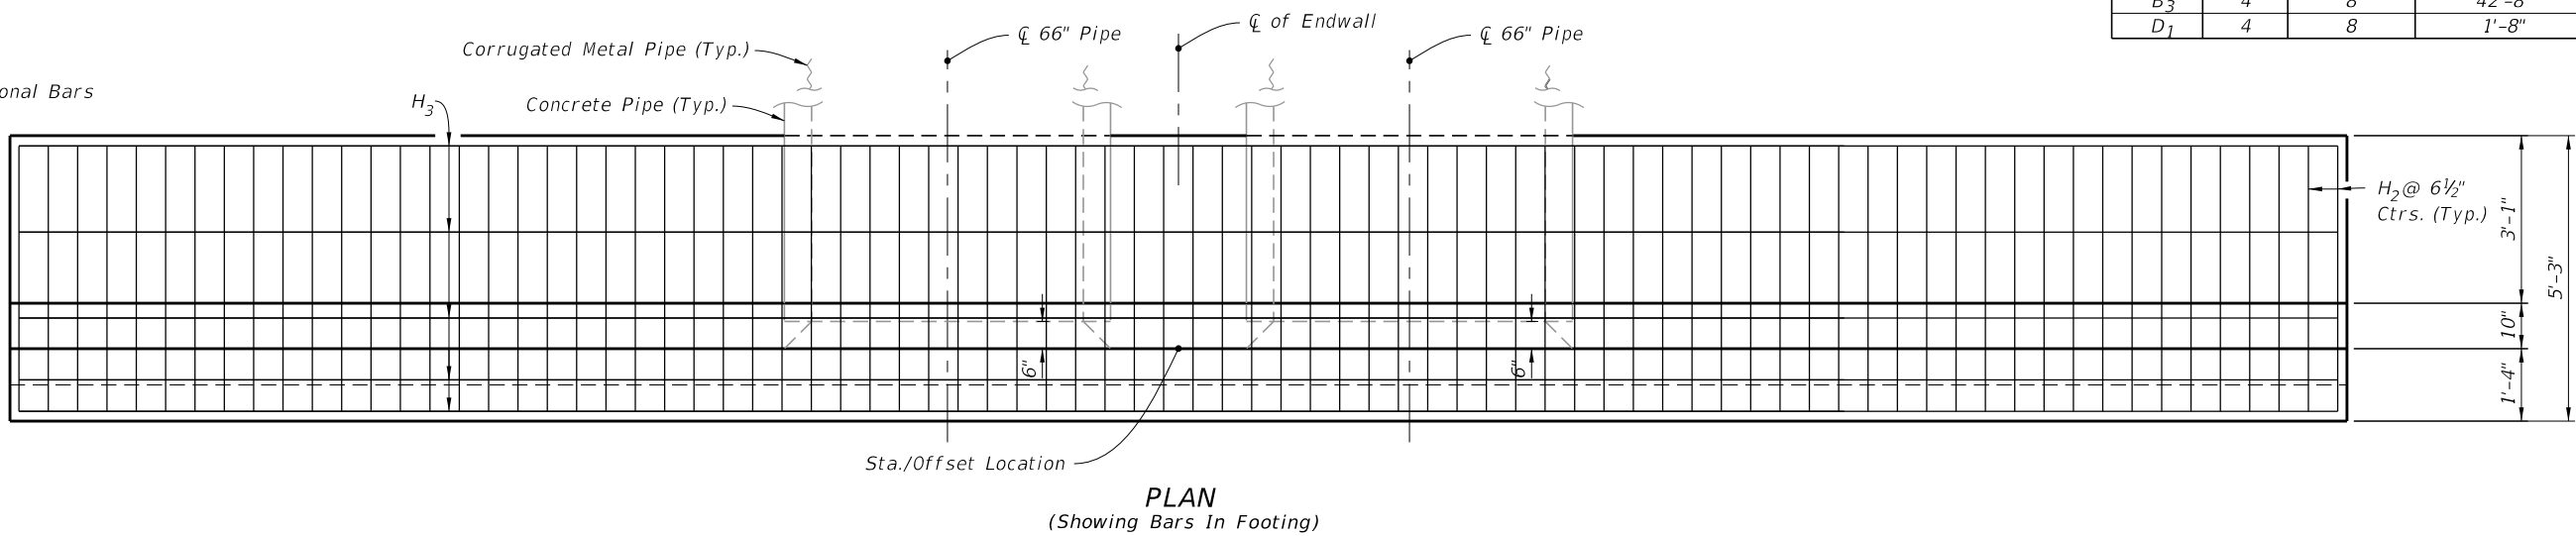 B3 4 8 42'-8"
D1 4 8 1'-8"
℄ of Endwall
℄ 66" Pipe
℄ 66" Pipe
Corrugated Metal Pipe (Typ.)
onal Bars
H3
Concrete Pipe (Typ.)
H2 @ 6½"
Ctrs. (Typ.)
3'-1"
5'-3"
10"
1'-4"
6"
6"
Sta./Offset Location
PLAN
(Showing Bars In Footing)